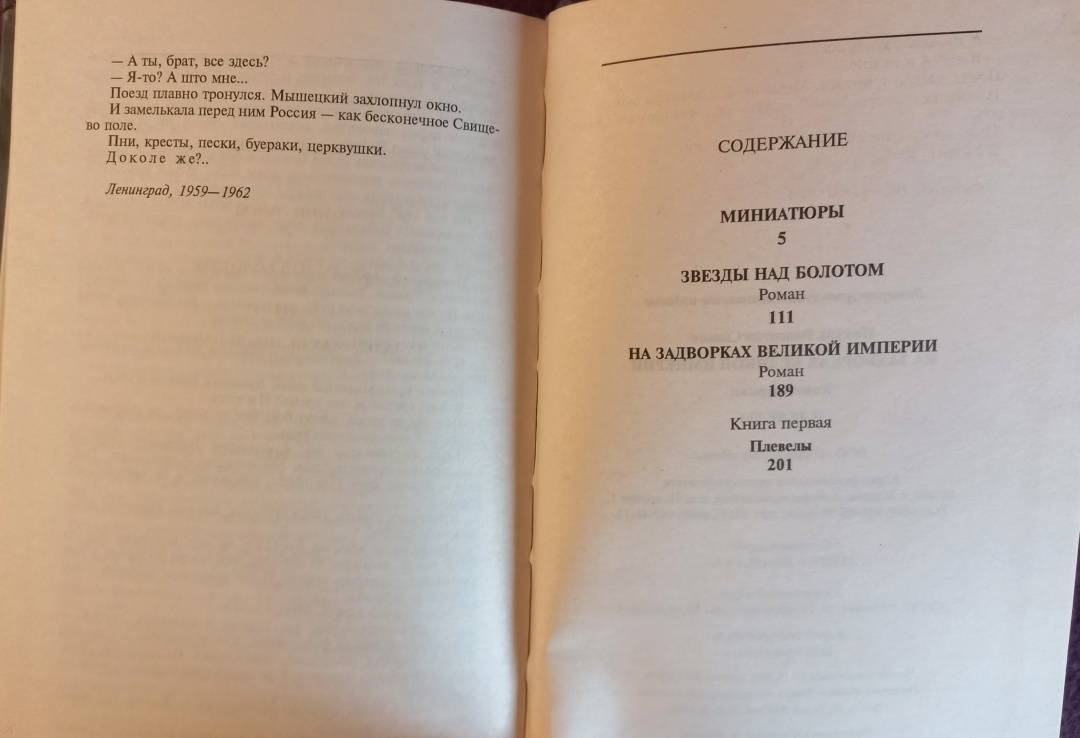 — А ты, брат, все здесь?
— Я-то? А што мне...
Поезд плавно тронулся. Мышецкий захлопнул окно.
И замелькала перед ним Россия — как бесконечное Свище-
во поле.
Пни, кресты, пески, буераки, церквушки.
Доколе же?..
Ленинград, 1959—1962
СОДЕРЖАНИЕ
МИНИАТЮРЫ
5
ЗВЕЗДЫ НАД БОЛОТОМ
Роман
111
НА ЗАДВОРКАХ ВЕЛИКОЙ ИМПЕРИИ
Роман
189
Книга первая
Плевелы
201